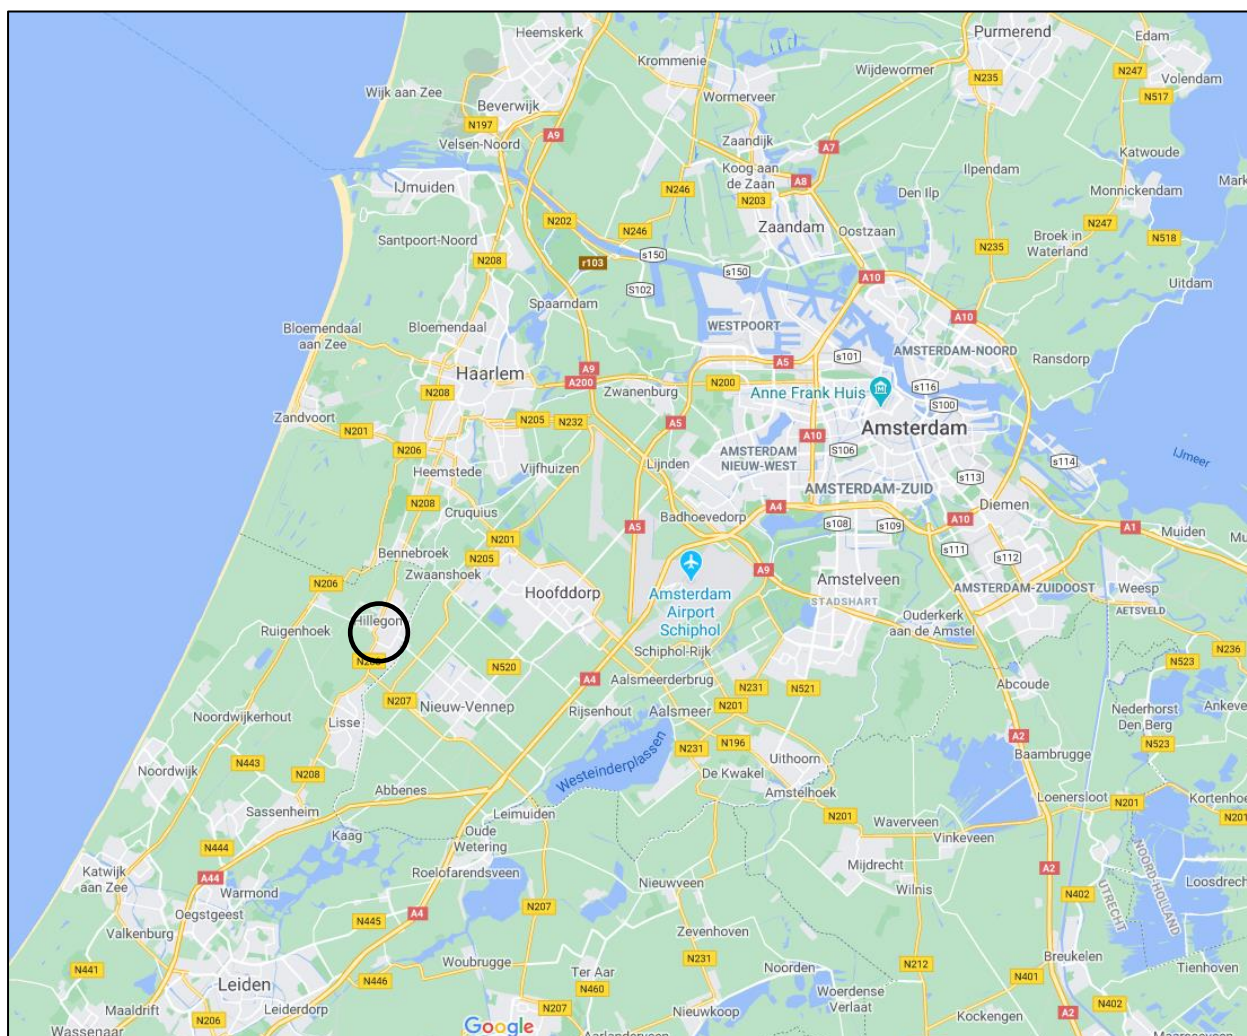 Heemskerk
Krommenie
Purmerend
Edam
Wijdewormer
N235
N247
Volendam
Wijk aan Zee
Beverwijk
Wormerveer
N517
N197
A9
Velsen-Noord
Zaandijk
A7
Katwoude
Koog aan
de Zaan
A8
Ilpendam
IJmuiden
N246
N203
Den Ilp
Monnickendam
Mark
N202
N246
Zaandam
Oostzaan
N247
Santpoort-Noord
N208
s150
N235
Broek in
Waterland
N518
r103
s150
S102
A10
Uitdam
Spaarndam
Bloemendaal
aan Zee
Bloemendaal
WESTPOORT
A10
s101
AMSTERDAM-NOORD
Ransdorp
Haarlem
A9
A200
A5
N200
Zwanenburg
Anne Frank Huis
s116
S100
N208
Zandvoort
N201
N205
N232
A5
Amsterdam
A10
N206
AMSTERDAM
NIEUW-WEST
S106
IJmeer
s114
Heemstede
Vijfhuizen
Lijnden
s113
AMSTERDAM-ZUID
N208
Cruquius
Badhoevedorp
A4
Diemen
A5
s108
s109
A10
A1
Muiden
N201
Bennebroek
N205
s111
s112
Mu
Zwaanshoek
A9
N206
Hoofddorp
Amsterdam
Airport
Schiphol
Amstelveen
STADSHART
AMSTERDAM-ZUIDOOST
Weesp
AETSVELD
Hillegom
Ruigenhoek
Ouderkerk
aan de Amstel
Schiphol-Rijk
N236
N520
A4
Aalsmeerderbrug
N231
N521
N523
N207
Abcoude
Nieuw-Vennep
Rijsenhout
Aalsmeer
N201
Nederhorst
Den Berg
Ankeve
Noordwijkerhout
Lisse
N231
N196
A2
N523
Noordwijk
N443
N208
Westeinderplassen
De Kwakel
Uithoorn
Baambrugge
Abbenes
Amstelhoek
Loenersloot
N201
Kortenhoe
Sassenheim
Leimuiden
N201
N201
Waverveen
Vinkeveen
Kaag
Oude
Wetering
N444
Mijdrecht
Katwijk
aan Zee
A44
Roelofarendsveen
A2
Warmond
Nieuwveen
Wilnis
N402
NOORD-HOLLAND
UTRECHT
Loosdrec
Oegstgeest
N445
A4
N207
Valkenburg
Zevenhoven
Breukelen
N441
Woubrugge
N231
N212
N401
Tienhoven
Leiden
N446
Ter Aar
Noorden
N460
Woerdense
Verlaat
Maaldrift
Leiderdorp
N207
Nieuwkoop
A2
N402
Wassenaar
N206
Google
Kockengen